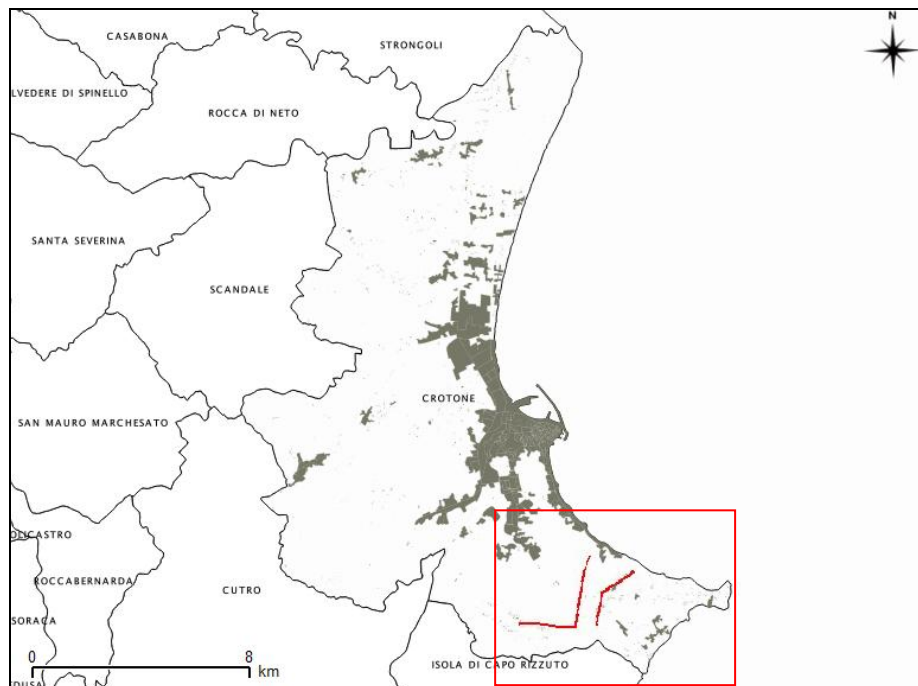 N
CASABONA
STRONGOLI
LVEDERE DI SPINELLO
ROCCA DI NETO
SANTA SEVERINA
SCANDALE
CROTONE
SAN MAURO MARCHESATO
OLICASTRO
ROCCABERNARDA
CUTRO
SORACA
0 8
km
ISOLA DI CAPO RIZZUTO
EDUSA